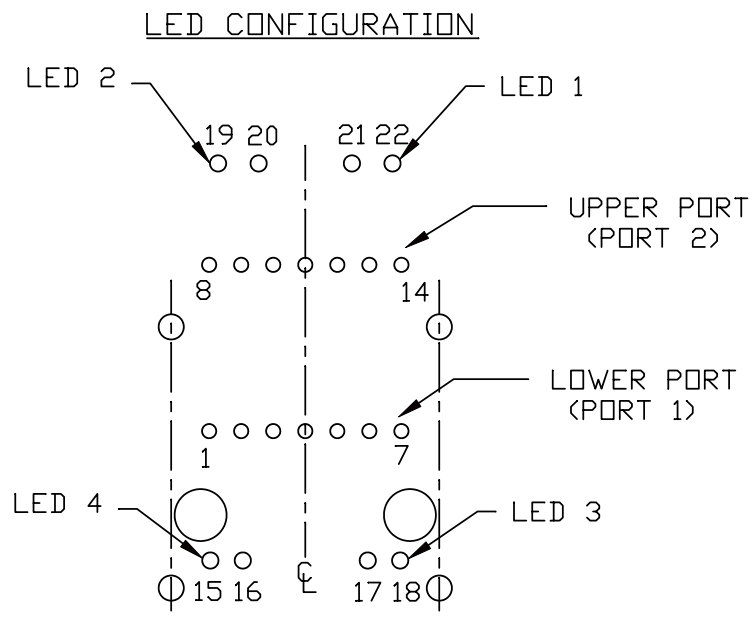 LED CONFIGURATION
LED 2
LED 1
19 20 21 22
UPPER PORT
(PORT 2)
8 14
LOWER PORT
(PORT 1)
1 7
LED 4
LED 3
15 16 CL 17 18